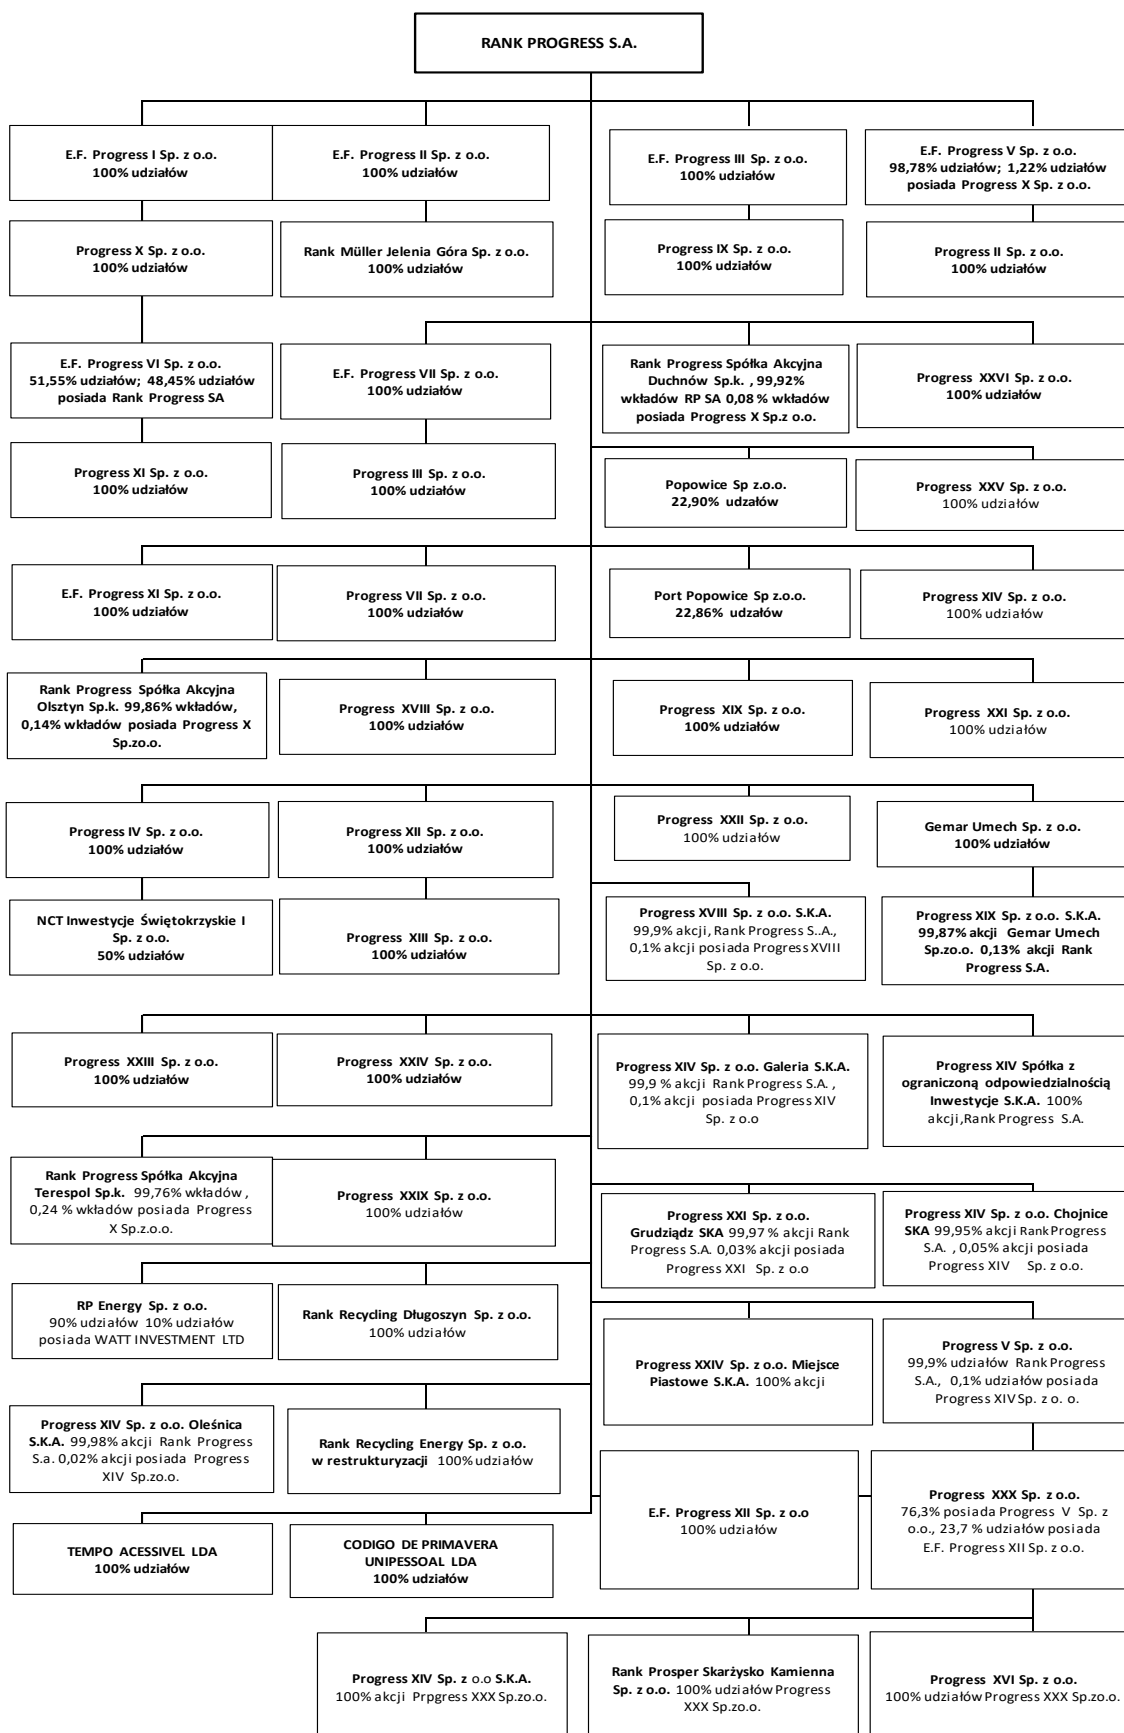 RANK PROGRESS S.A.
E.F. Progress I Sp. z o.o.
100% udziałów
E.F. Progress II Sp. z o.o.
100% udziałów
E.F. Progress III Sp. z o.o.
100% udziałów
E.F. Progress V Sp. z o.o.
98,78% udziałów; 1,22% udziałów
posiada Progress X Sp. z o.o.
Progress X Sp. z o.o.
100% udziałów
Rank Müller Jelenia Góra Sp. z o.o.
100% udziałów
Progress IX Sp. z o.o.
100% udziałów
Progress II Sp. z o.o.
100% udziałów
E.F. Progress VI Sp. z o.o.
51,55% udziałów; 48,45% udziałów
posiada Rank Progress SA
E.F. Progress VII Sp. z o.o.
100% udziałów
Rank Progress Spółka Akcyjna
Duchnów Sp.k. , 99,92%
wkładów RP SA 0,08 % wkładów
posiada Progress X Sp.z o.o.
Progress XXVI Sp. z o.o.
100% udziałów
Progress XI Sp. z o.o.
100% udziałów
Progress III Sp. z o.o.
100% udziałów
Popowice Sp z.o.o.
22,90% udzałów
Progress XXV Sp. z o.o.
100% udziałów
E.F. Progress XI Sp. z o.o.
100% udziałów
Progress VII Sp. z o.o.
100% udziałów
Port Popowice Sp z.o.o.
22,86% udzałów
Progress XIV Sp. z o.o.
100% udziałów
Rank Progress Spółka Akcyjna
Olsztyn Sp.k. 99,86% wkładów,
0,14% wkładów posiada Progress X
Sp.zo.o.
Progress XVIII Sp. z o.o.
100% udziałów
Progress XIX Sp. z o.o.
100% udziałów
Progress XXI Sp. z o.o.
100% udziałów
Progress IV Sp. z o.o.
100% udziałów
Progress XII Sp. z o.o.
100% udziałów
Progress XXII Sp. z o.o.
100% udziałów
Gemar Umech Sp. z o.o.
100% udziałów
NCT Inwestycje Świętokrzyskie I
Sp. z o.o.
50% udziałów
Progress XIII Sp. z o.o.
100% udziałów
Progress XVIII Sp. z o.o. S.K.A.
99,9% akcji, Rank Progress S..A.,
0,1% akcji posiada Progress XVIII
Sp. z o.o.
Progress XIX Sp. z o.o. S.K.A.
99,87% akcji Gemar Umech
Sp.zo.o. 0,13% akcji Rank
Progress S.A.
Progress XXIII Sp. z o.o.
100% udziałów
Progress XXIV Sp. z o.o.
100% udziałów
Progress XIV Sp. z o.o. Galeria S.K.A.
99,9 % akcji Rank Progress S.A. ,
0,1% akcji posiada Progress XIV
Sp. z o.o
Progress XIV Spółka z
ograniczoną odpowiedzialnością
Inwestycje S.K.A. 100%
akcji,Rank Progress S.A.
Rank Progress Spółka Akcyjna
Terespol Sp.k. 99,76% wkładów ,
0,24 % wkładów posiada Progress
X Sp.z.o.o.
Progress XXIX Sp. z o.o.
100% udziałów
Progress XXI Sp. z o.o.
Grudziądz SKA 99,97 % akcji Rank
Progress S.A. 0,03% akcji posiada
Progress XXI Sp. z o.o
Progress XIV Sp. z o.o. Chojnice
SKA 99,95% akcji Rank Progress
S.A. , 0,05% akcji posiada
Progress XIV Sp. z o.o.
RP Energy Sp. z o.o.
90% udziałów 10% udziałów
posiada WATT INVESTMENT LTD
Rank Recycling Długoszyn Sp. z o.o.
100% udziałów
Progress XXIV Sp. z o.o. Miejsce
Piastowe S.K.A. 100% akcji
Progress V Sp. z o.o.
99,9% udziałów Rank Progress
S.A., 0,1% udziałów posiada
Progress XIV Sp. z o. o.
Progress XIV Sp. z o.o. Oleśnica
S.K.A. 99,98% akcji Rank Progress
S.a. 0,02% akcji posiada Progress
XIV Sp.zo.o.
Rank Recycling Energy Sp. z o.o.
w restrukturyzacji 100% udziałów
E.F. Progress XII Sp. z o.o
100% udziałów
Progress XXX Sp. z o.o.
76,3% posiada Progress V Sp. z
o.o., 23,7 % udziałów posiada
E.F. Progress XII Sp. z o.o.
TEMPO ACESSIVEL LDA
100% udziałów
CODIGO DE PRIMAVERA
UNIPESSOAL LDA
100% udziałów
Progress XIV Sp. z o.o S.K.A.
100% akcji Prpgress XXX Sp.zo.o.
Rank Prosper Skarżysko Kamienna
Sp. z o.o. 100% udziałów Progress
XXX Sp.zo.o.
Progress XVI Sp. z o.o.
100% udziałów Progress XXX Sp.zo.o.